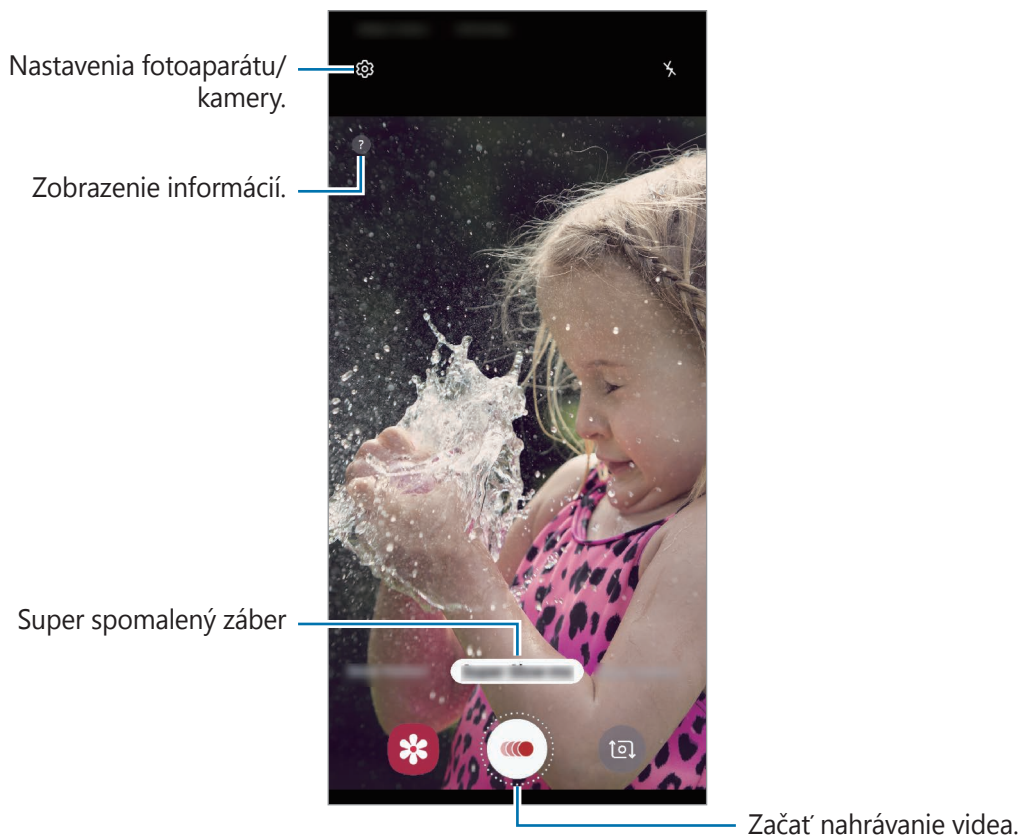 Nastavenia fotoaparátu/
kamery.
?
Zobrazenie informácií.
Super spomalený záber
Začať nahrávanie videa.